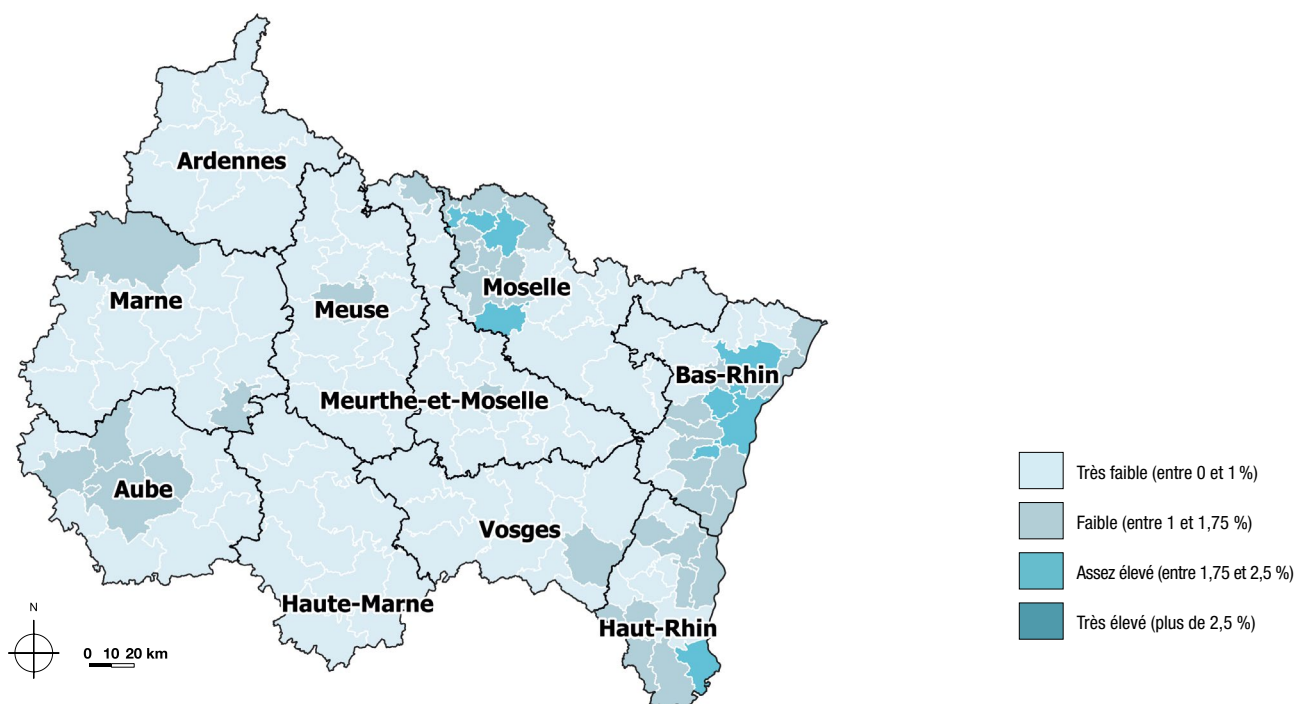 Ardennes
Marne
Meuse
Moselle
Bas-Rhin
Meurthe-et-Moselle
Aube
Vosges
Haute-Marne
Haut-Rhin
N
0 10 20 km
Très faible (entre 0 et 1 %)
Faible (entre 1 et 1,75 %)
Assez élevé (entre 1,75 et 2,5 %)
Très élevé (plus de 2,5 %)